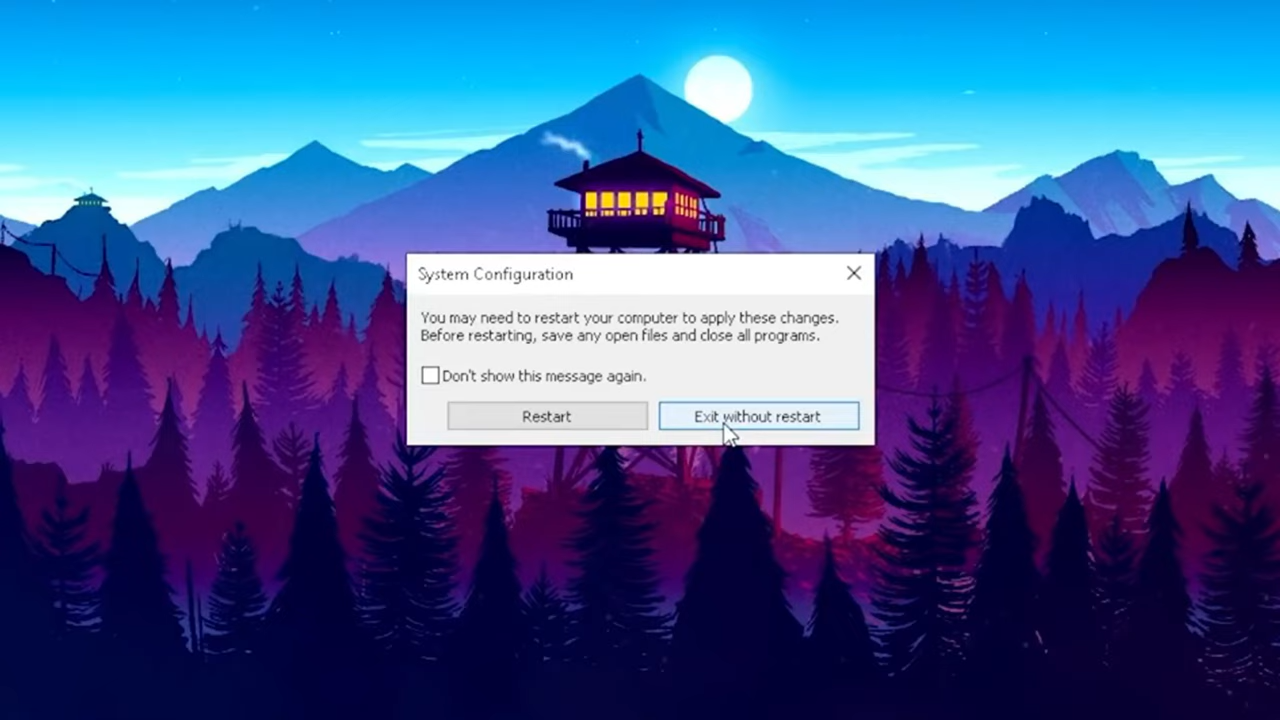 System Configuration
You may need to restart your computer to apply these changes.
Before restarting, save any open files and close all programs.
Don't show this message again.
Restart
Exit without restart